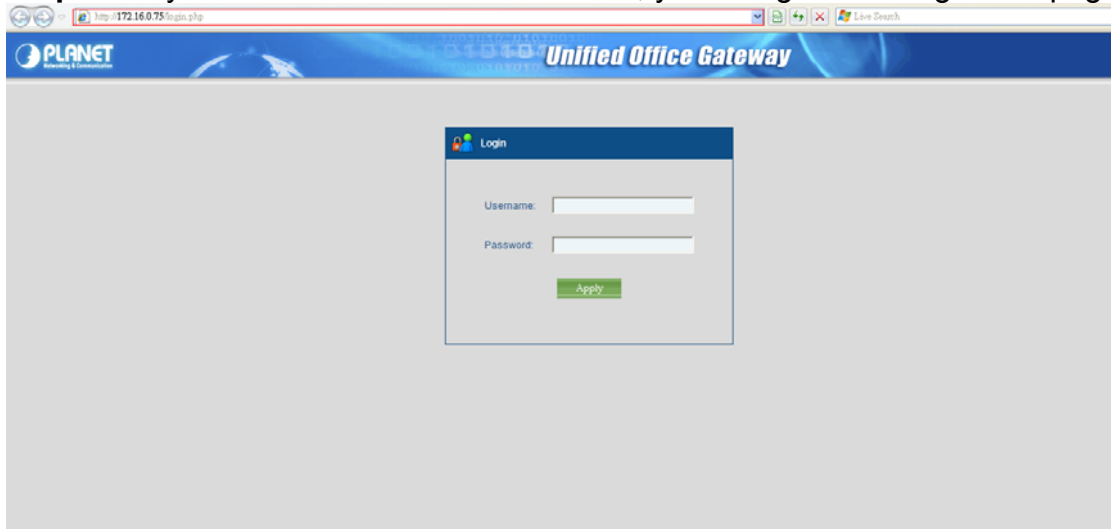 http://172.16.0.75/login.php
Live Search
PLANET
Networking & Communication
Unified Office Gateway
Login
Username:
Password:
Apply